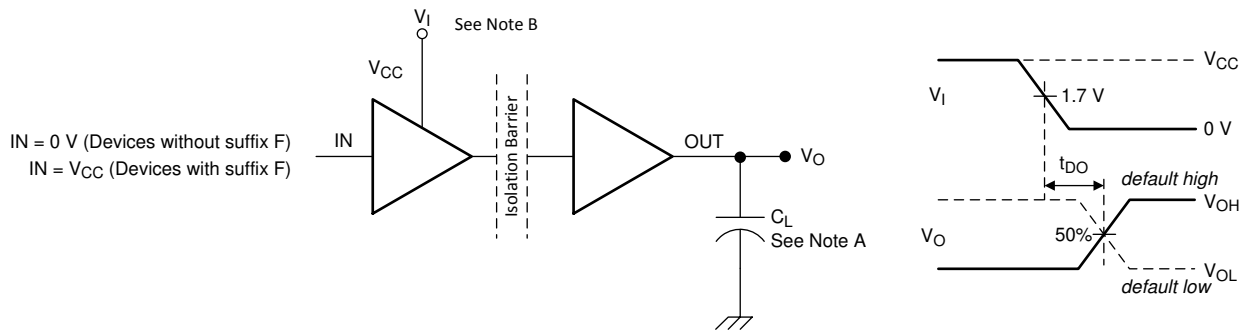 V_I
See Note B
V_CC
IN = 0 V (Devices without suffix F)
IN = V_CC (Devices with suffix F)
IN
Isolation Barrier
OUT
V_O
C_L
See Note A
V_CC
V_I
1.7 V
0 V
t_DO
default high
V_OH
V_O
50%
V_OL
default low